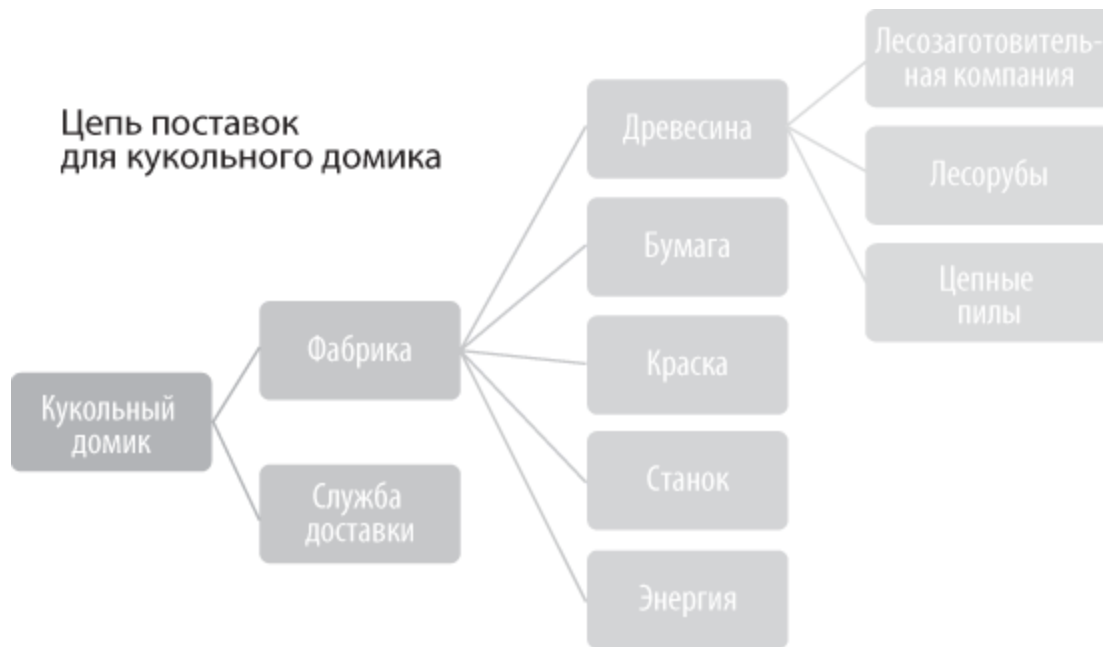 Цепь поставок
для кукольного домика
Кукольный
домик
Фабрика
Служба
доставки
Древесина
Бумага
Краска
Станок
Энергия
Лесозаготовитель-
ная компания
Лесорубы
Цепные
пилы